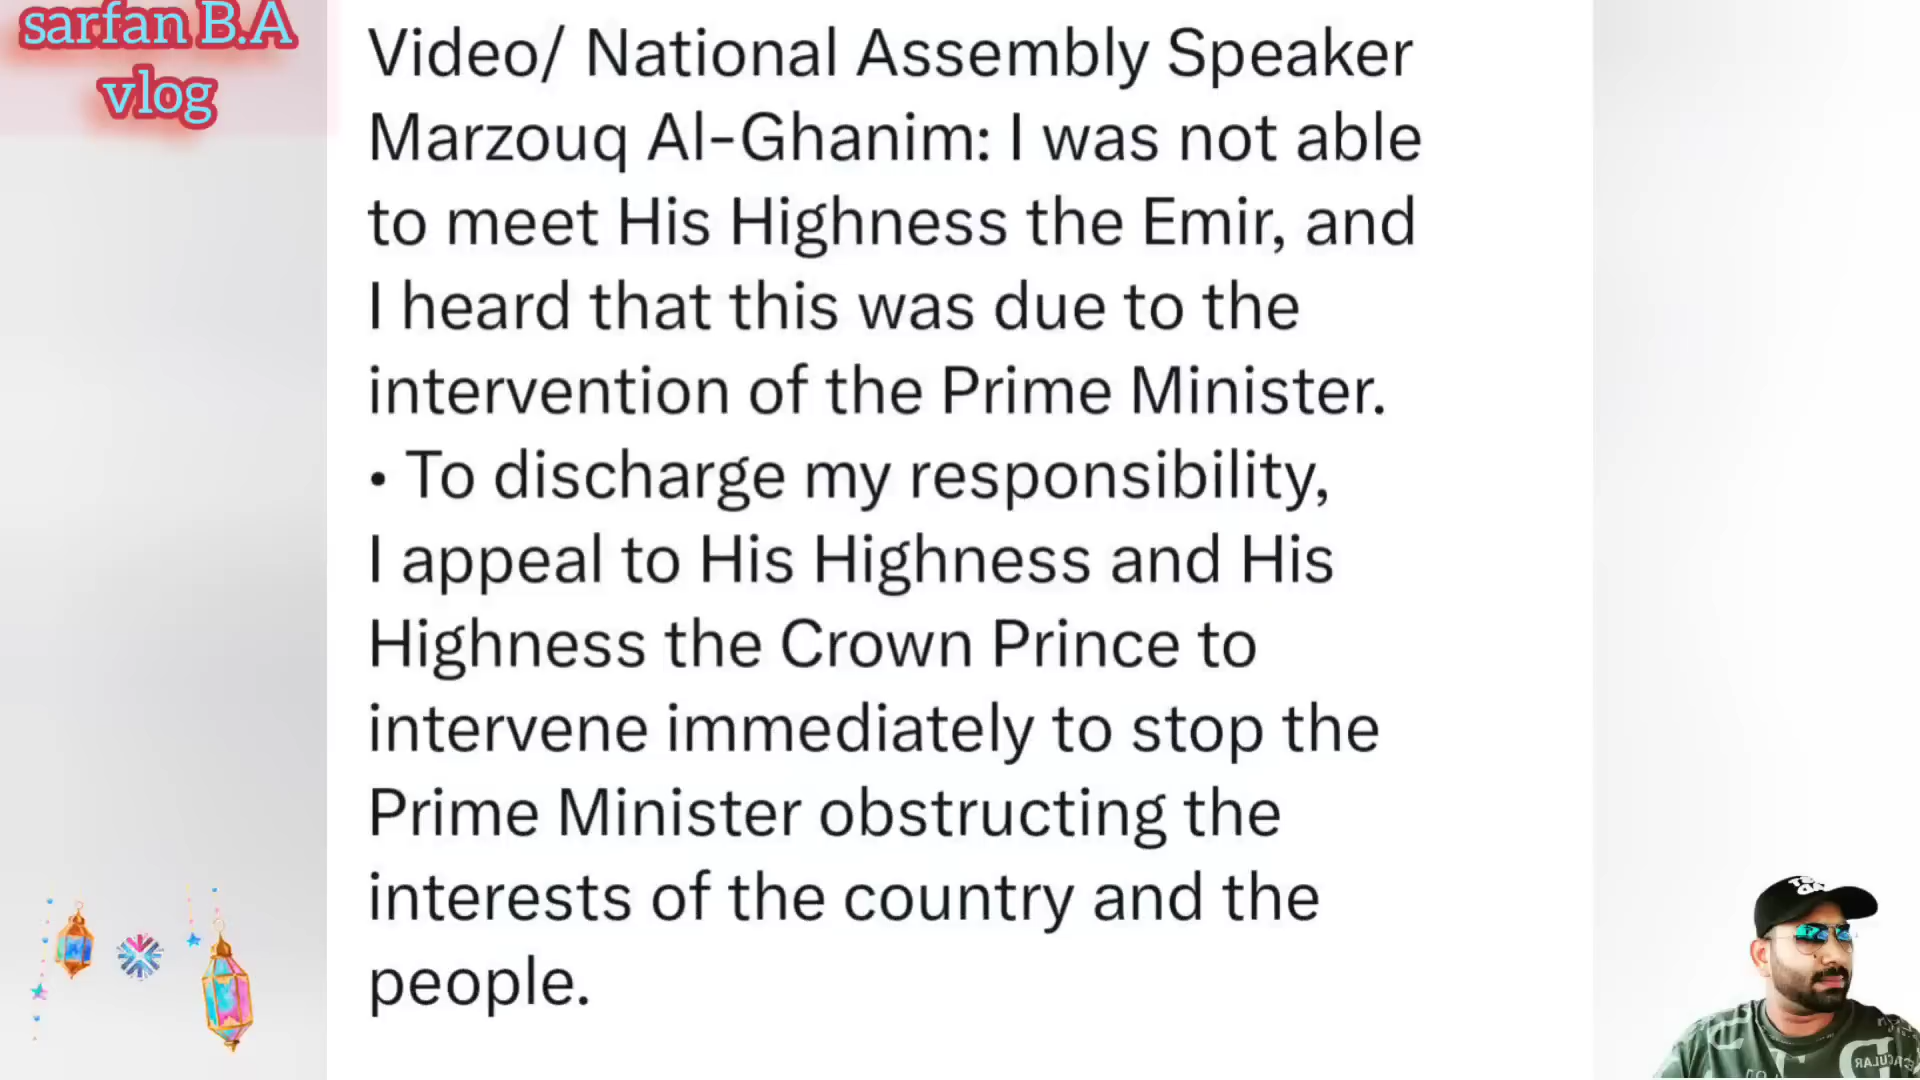 sarfan B.A
vlog
Video/ National Assembly Speaker
Marzouq Al-Ghanim: I was not able
to meet His Highness the Emir, and
I heard that this was due to the
intervention of the Prime Minister.
• To discharge my responsibility,
I appeal to His Highness and His
Highness the Crown Prince to
intervene immediately to stop the
Prime Minister obstructing the
interests of the country and the
people.